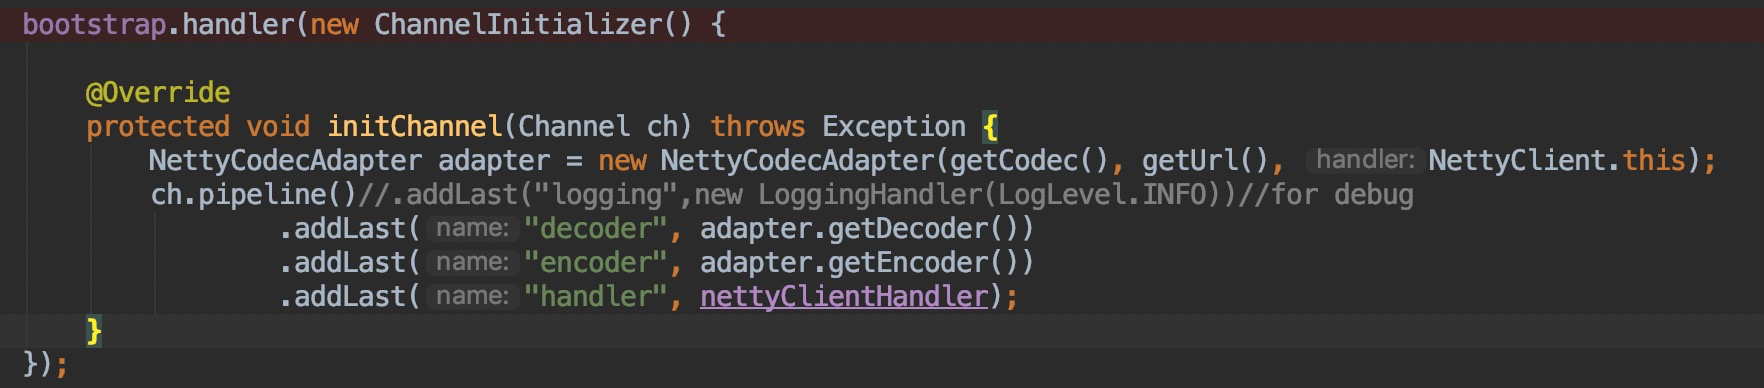 bootstrap.handler(new ChannelInitializer() {
@Override
protected void initChannel(Channel ch) throws Exception {
NettyCodecAdapter adapter = new NettyCodecAdapter(getCodec(), getUrl(), handler: NettyClient.this);
ch.pipeline()//.addLast("logging",new LoggingHandler(LogLevel.INFO))//for debug
.addLast( name: "decoder", adapter.getDecoder())
.addLast( name: "encoder", adapter.getEncoder())
.addLast( name: "handler", nettyClientHandler);
}
});